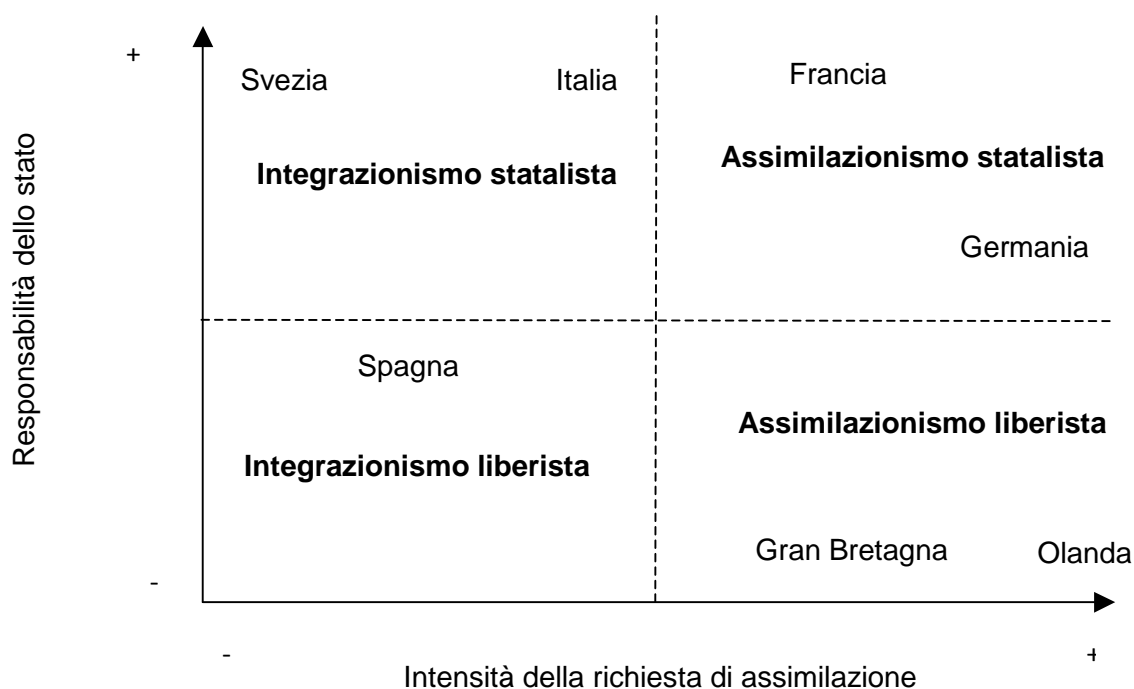 +
Svezia Italia Francia
Integrazionismo statalista Assimilazionismo statalista
Germania
Responsabilità dello stato
Spagna
Assimilazionismo liberista
Integrazionismo liberista
Gran Bretagna Olanda
-
- +
Intensità della richiesta di assimilazione